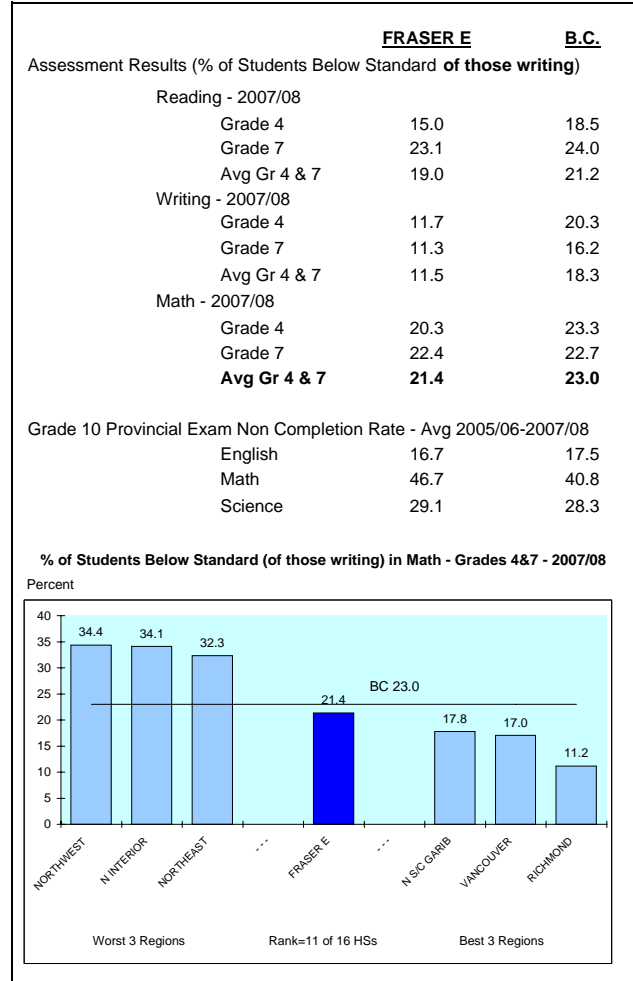 FRASER E B.C.
Assessment Results (% of Students Below Standard of those writing)
Reading - 2007/08
Grade 4 15.0 18.5
Grade 7 23.1 24.0
Avg Gr 4 & 7 19.0 21.2
Writing - 2007/08
Grade 4 11.7 20.3
Grade 7 11.3 16.2
Avg Gr 4 & 7 11.5 18.3
Math - 2007/08
Grade 4 20.3 23.3
Grade 7 22.4 22.7
Avg Gr 4 & 7 21.4 23.0
Grade 10 Provincial Exam Non Completion Rate - Avg 2005/06-2007/08
English 16.7 17.5
Math 46.7 40.8
Science 29.1 28.3
% of Students Below Standard (of those writing) in Math - Grades 4&7 - 2007/08
Percent
40
35
30
25
20
15
10
5
0
34.4 34.1 32.3 21.4 17.8 17.0 11.2
BC 23.0
NORTHWEST N INTERIOR NORTHEAST - - - FRASER E - - - N S/C GARIB VANCOUVER RICHMOND
Worst 3 Regions Rank=11 of 16 HSs Best 3 Regions